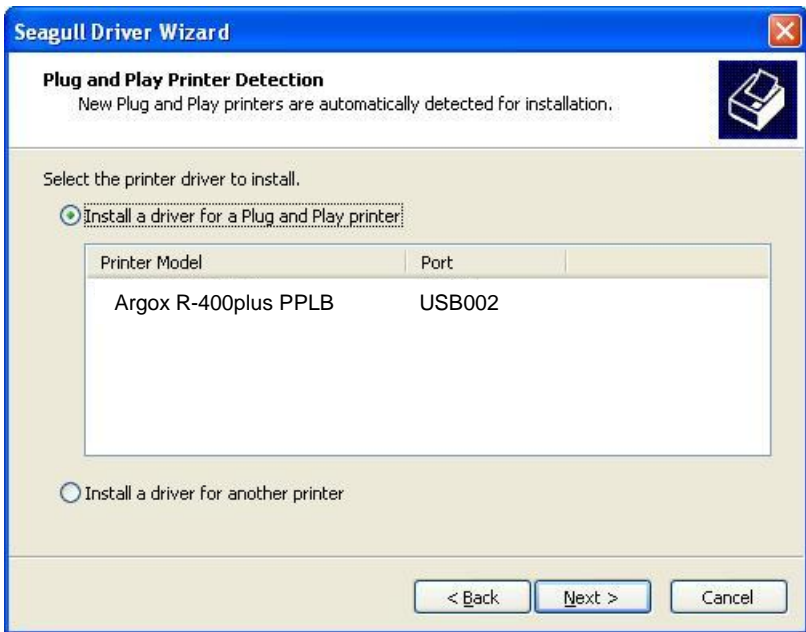 Seagull Driver Wizard
Plug and Play Printer Detection
New Plug and Play printers are automatically detected for installation.
Select the printer driver to install.
Install a driver for a Plug and Play printer
Printer Model Port
Argox R-400plus PPLB USB002
Install a driver for another printer
< Back Next > Cancel